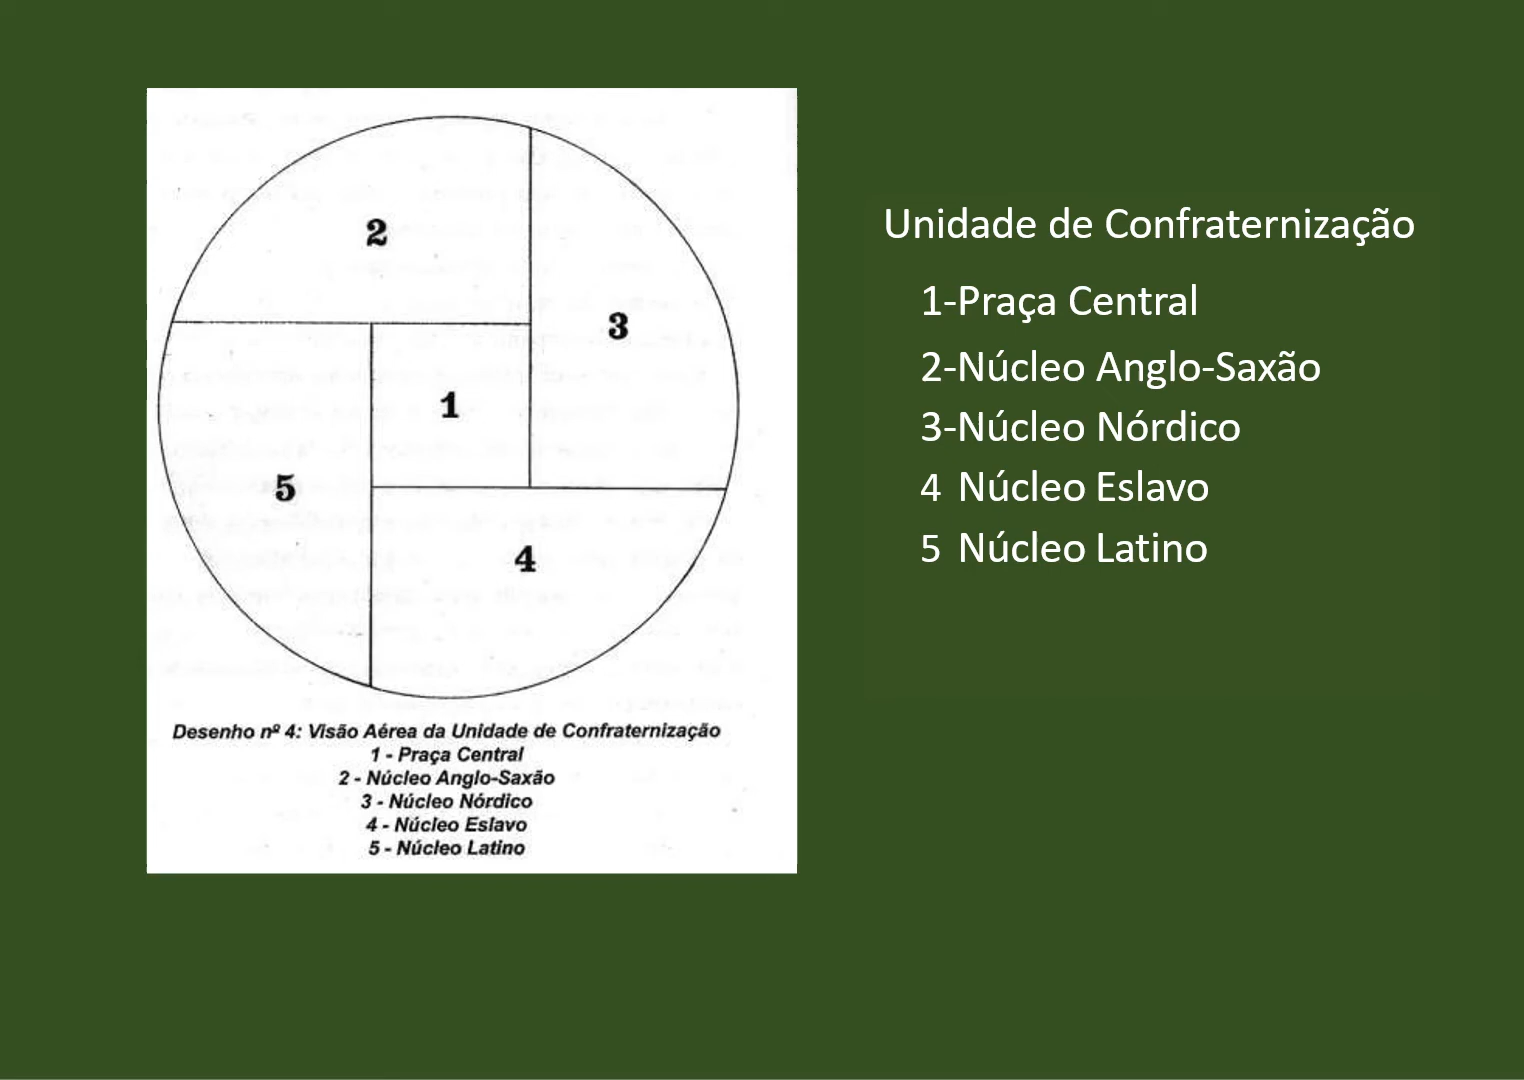 2
3
1
5
4
Desenho nº 4: Visão Aérea da Unidade de Confraternização
1 - Praça Central
2 - Núcleo Anglo-Saxão
3 - Núcleo Nórdico
4 - Núcleo Eslavo
5 - Núcleo Latino
Unidade de Confraternização
1-Praça Central
2-Núcleo Anglo-Saxão
3-Núcleo Nórdico
4 Núcleo Eslavo
5 Núcleo Latino